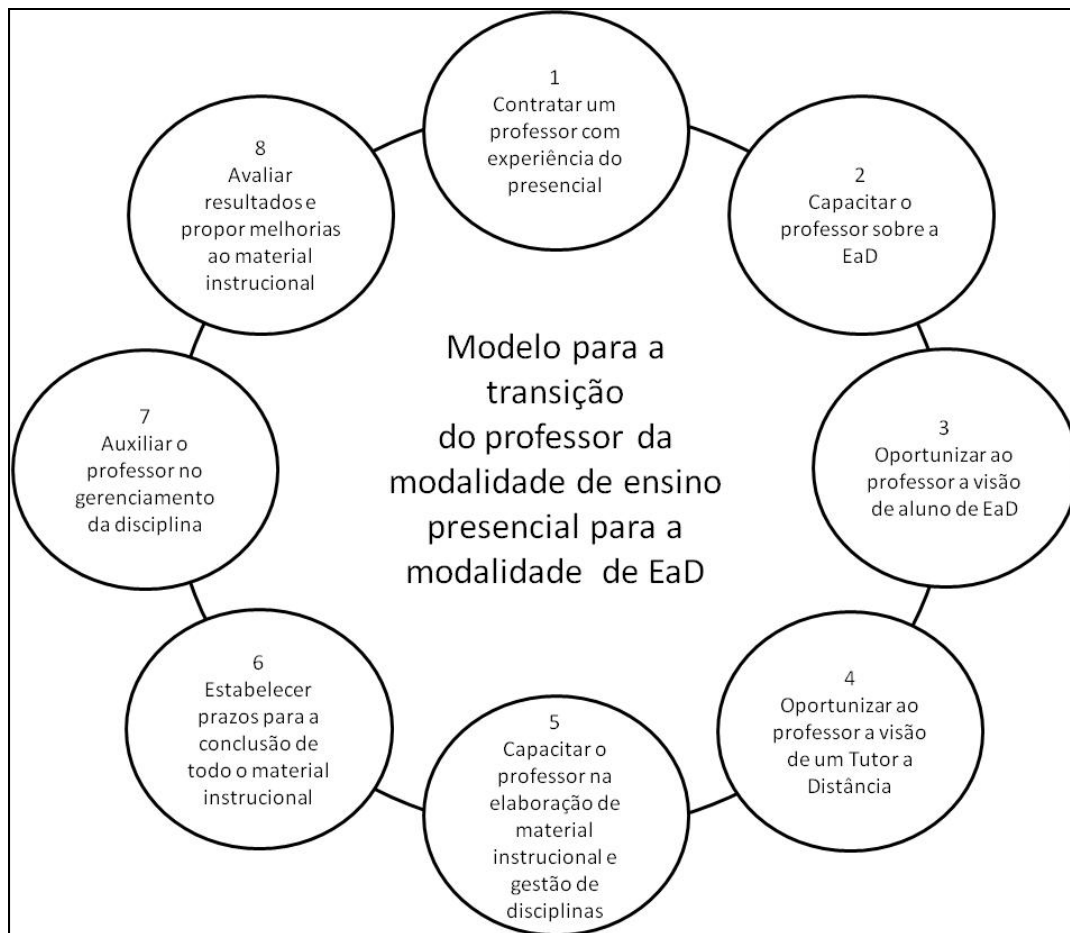 1
Contratar um
professor com
experiência do
presencial
2
Capacitar o
professor sobre a
EaD
3
Oportunizar ao
professor a visão
de aluno de EaD
4
Oportunizar ao
professor a visão
de um Tutor a
Distância
5
Capacitar o
professor na
elaboração de
material
instrucional e
gestão de
disciplinas
6
Estabelecer
prazos para a
conclusão de
todo o material
instrucional
7
Auxiliar o
professor no
gerenciamento
da disciplina
8
Avaliar
resultados e
propor melhorias
ao material
instrucional
Modelo para a
transição
do professor da
modalidade de ensino
presencial para a
modalidade de EaD